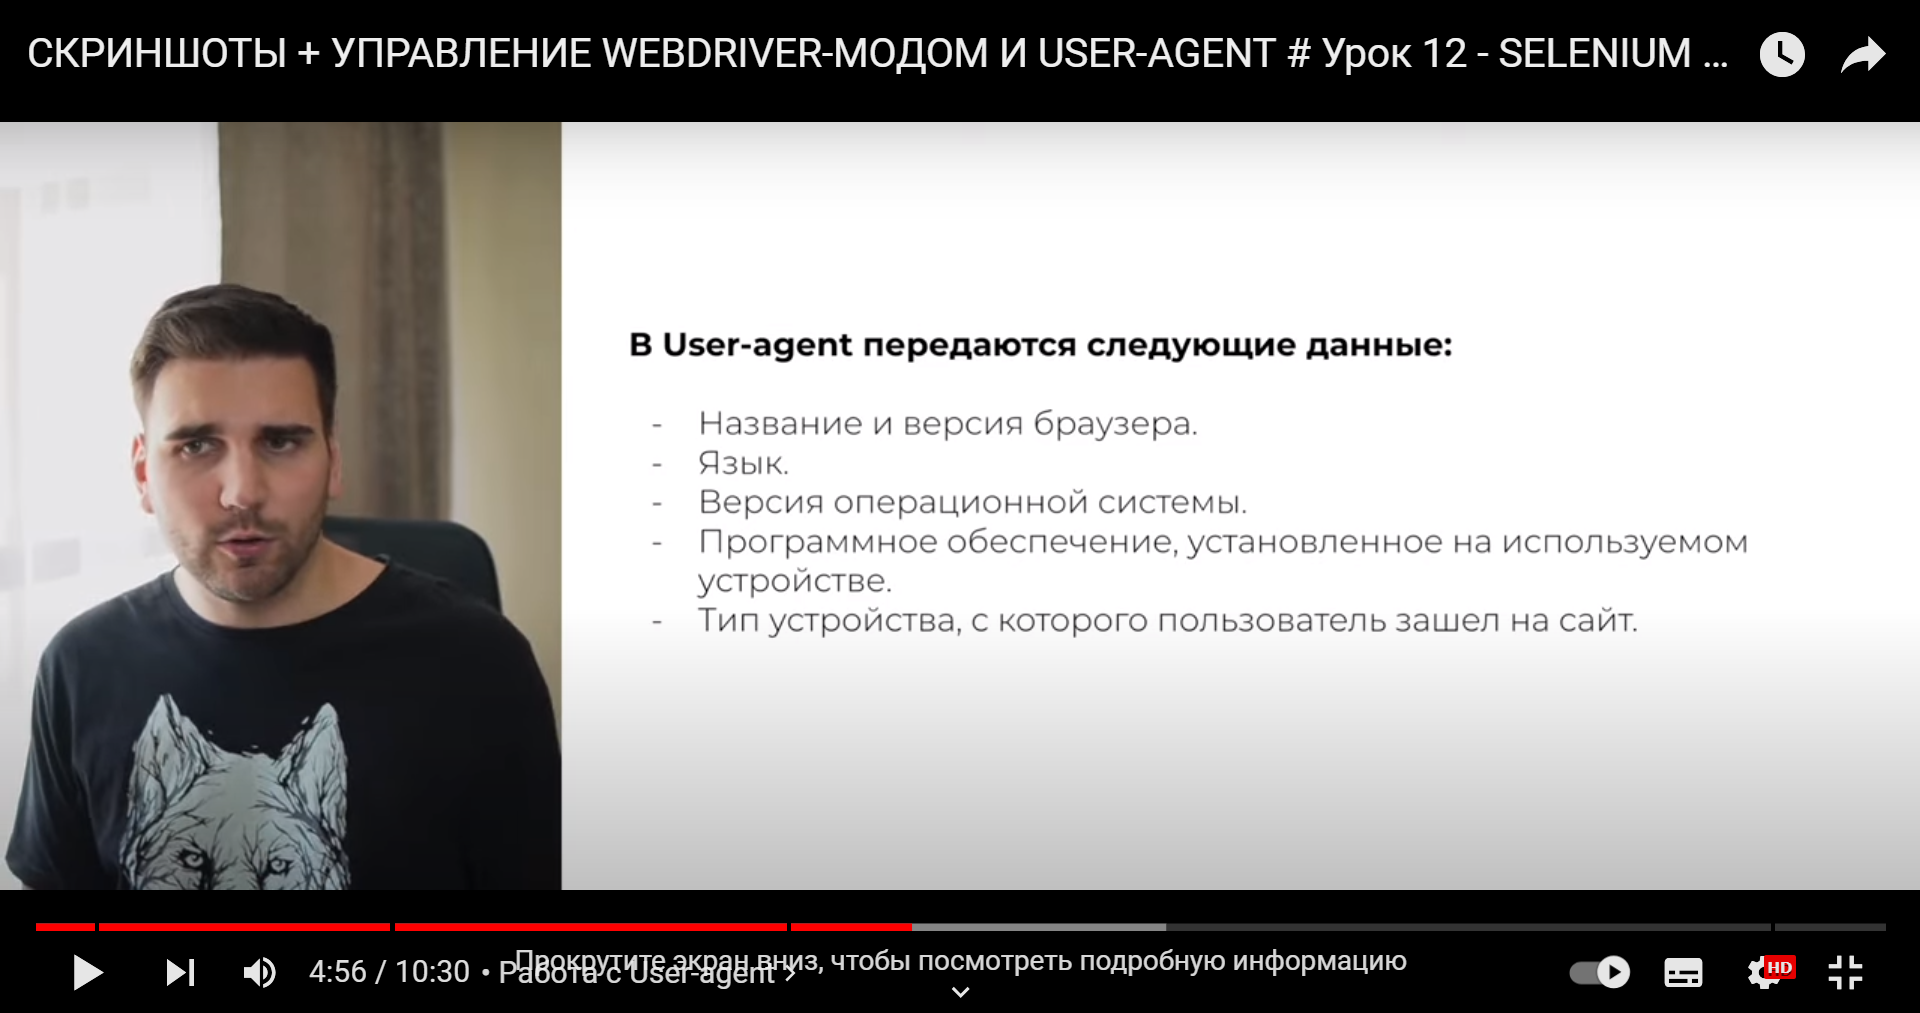 СКРИНШОТЫ + УПРАВЛЕНИЕ WEBDRIVER-МОДОМ И USER-AGENT # Урок 12 - SELENIUM ...
В User-agent передаются следующие данные:
- Название и версия браузера.
- Язык.
- Версия операционной системы.
- Программное обеспечение, установленное на используемом
устройстве.
- Тип устройства, с которого пользователь зашел на сайт.
Прокрутите экран вниз, чтобы посмотреть подробную информацию
4:56 / 10:30 • Работа с User-agent >
HD